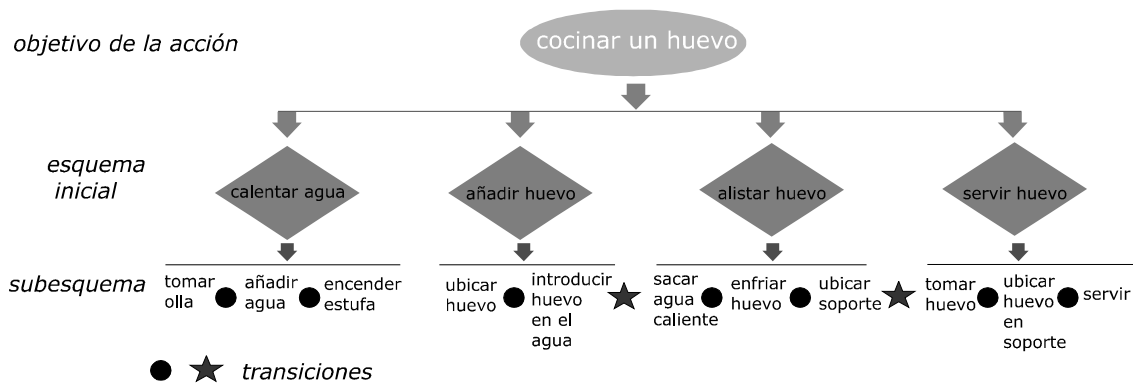 objetivo de la acción
cocinar un huevo
esquema
inicial
calentar agua
añadir huevo
alistar huevo
servir huevo
subesquema
tomar
olla
añadir
agua
encender
estufa
ubicar
huevo
introducir
huevo
en el
agua
sacar
agua
caliente
enfriar
huevo
ubicar
soporte
tomar
huevo
ubicar
huevo
en
soporte
servir
transiciones